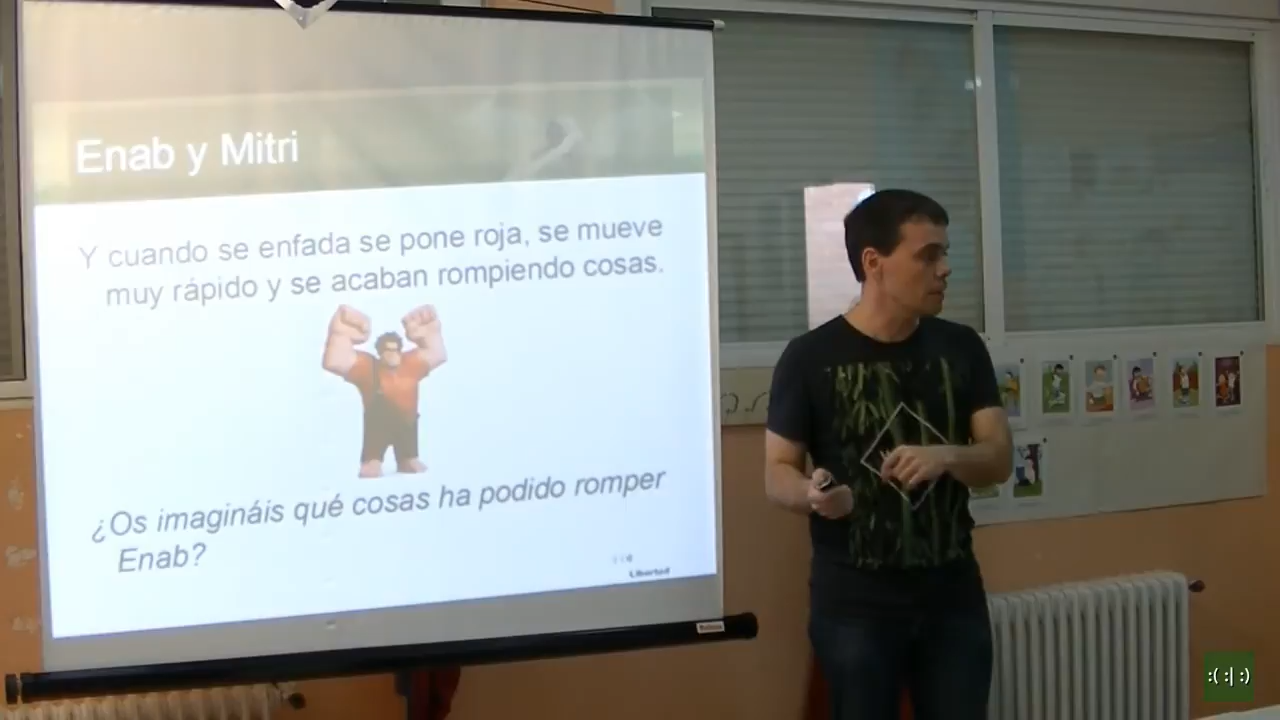 Enab y Mitri
Y cuando se enfada se pone roja, se mueve
muy rápido y se acaban rompiendo cosas.
¿Os imagináis qué cosas ha podido romper
Enab?
Libertad
:( :| :)